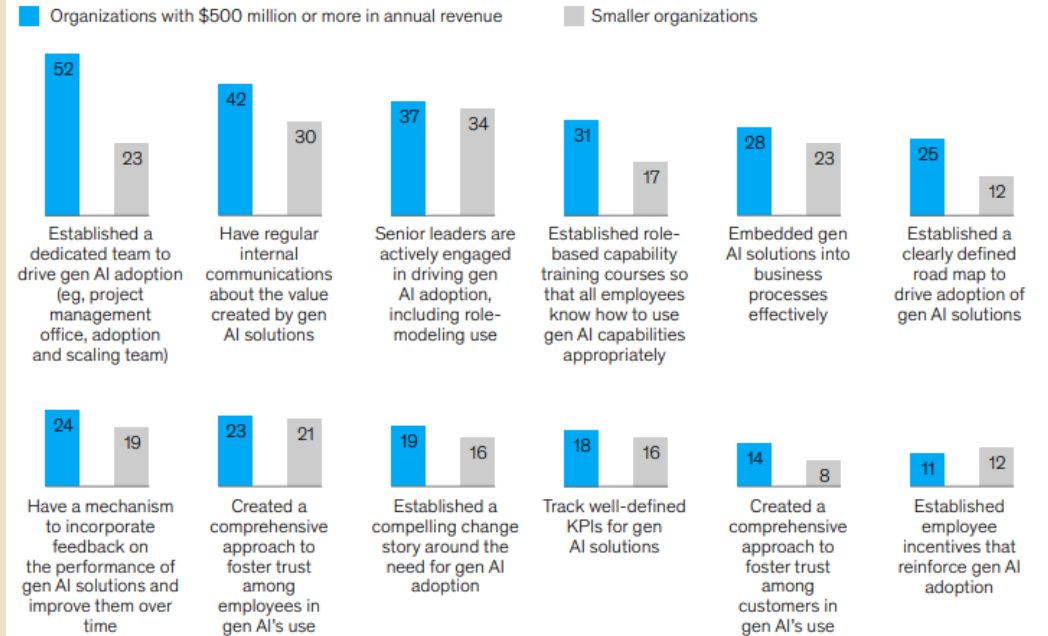 Organizations with $500 million or more in annual revenue
Smaller organizations
52
23
Established a
dedicated team to
drive gen AI adoption
(eg, project
management
office, adoption
and scaling team)
42
30
Have regular
internal
communications
about the value
created by gen
AI solutions
37
34
Senior leaders are
actively engaged
in driving gen
AI adoption,
including role-
modeling use
31
17
Established role-
based capability
training courses so
that all employees
know how to use
gen AI capabilities
appropriately
28
23
Embedded gen
AI solutions into
business
processes
effectively
25
12
Established a
clearly defined
road map to
drive adoption of
gen AI solutions
24
19
Have a mechanism
to incorporate
feedback on
the performance of
gen AI solutions and
improve them over
time
23
21
Created a
comprehensive
approach to
foster trust
among
employees in
gen AI's use
19
16
Established a
compelling change
story around the
need for gen AI
adoption
18
16
Track well-defined
KPIs for gen
AI solutions
14
8
Created a
comprehensive
approach to
foster trust
among
customers in
gen AI's use
11
12
Established
employee
incentives that
reinforce gen AI
adoption